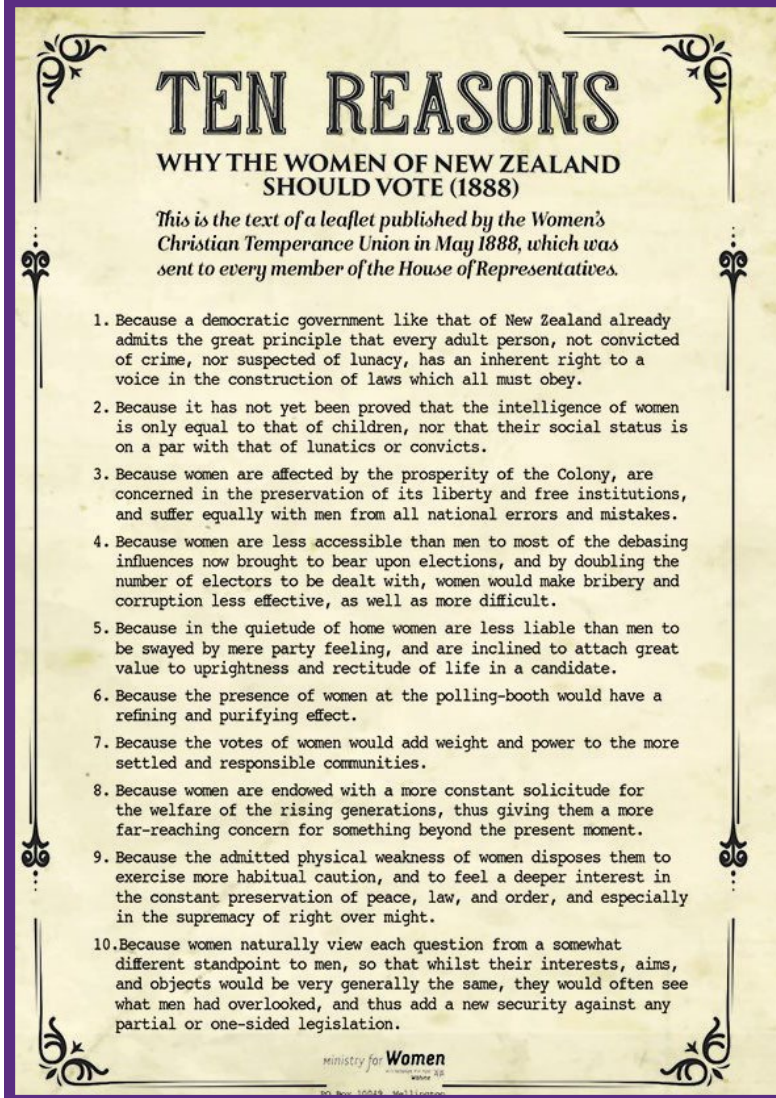 TEN REASONS
WHY THE WOMEN OF NEW ZEALAND
SHOULD VOTE (1888)
This is the text of a leaflet published by the Women's
Christian Temperance Union in May 1888, which was
sent to every member of the House of Representatives.
1. Because a democratic government like that of New Zealand already
admits the great principle that every adult person, not convicted
of crime, nor suspected of lunacy, has an inherent right to a
voice in the construction of laws which all must obey.
2. Because it has not yet been proved that the intelligence of women
is only equal to that of children, nor that their social status is
on a par with that of lunatics or convicts.
3. Because women are affected by the prosperity of the Colony, are
concerned in the preservation of its liberty and free institutions,
and suffer equally with men from all national errors and mistakes.
4. Because women are less accessible than men to most of the debasing
influences now brought to bear upon elections, and by doubling the
number of electors to be dealt with, women would make bribery and
corruption less effective, as well as more difficult.
5. Because in the quietude of home women are less liable than men to
be swayed by mere party feeling, and are inclined to attach great
value to uprightness and rectitude of life in a candidate.
6. Because the presence of women at the polling-booth would have a
refining and purifying effect.
7. Because the votes of women would add weight and power to the more
settled and responsible communities.
8. Because women are endowed with a more constant solicitude for
the welfare of the rising generations, thus giving them a more
far-reaching concern for something beyond the present moment.
9. Because the admitted physical weakness of women disposes them to
exercise more habitual caution, and to feel a deeper interest in
the constant preservation of peace, law, and order, and especially
in the supremacy of right over might.
10.Because women naturally view each question from a somewhat
different standpoint to men, so that whilst their interests, aims,
and objects would be very generally the same, they would often see
what men had overlooked, and thus add a new security against any
partial or one-sided legislation.
Ministry for Women
PO Box 10049, Wellington